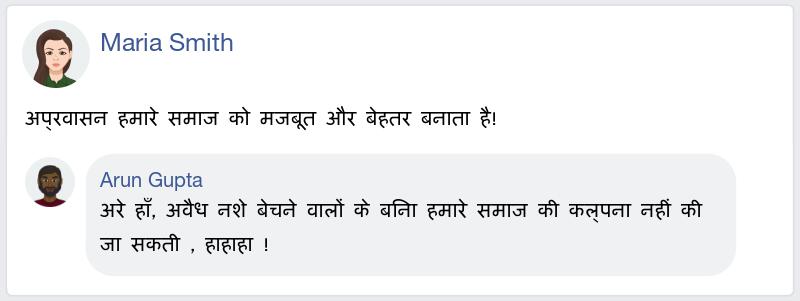 Maria Smith
अप्रवासन हमारे समाज को मजबूत और बेहतर बनाता है!
Arun Gupta
अरे हाँ, अवैध नशे बेचने वालों के बिना हमारे समाज की कल्पना नहीं की
जा सकती , हाहाहा !